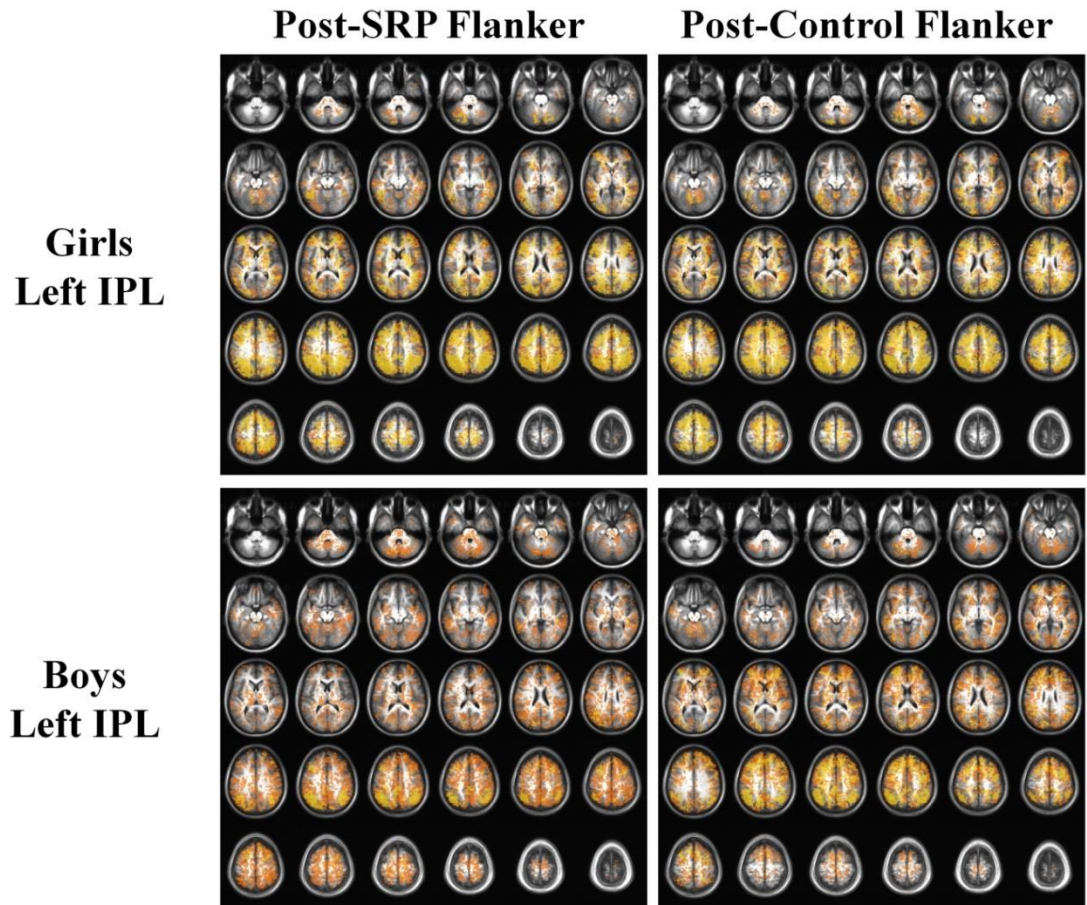 Post-SRP Flanker
Post-Control Flanker
Girls
Left IPL
Boys
Left IPL